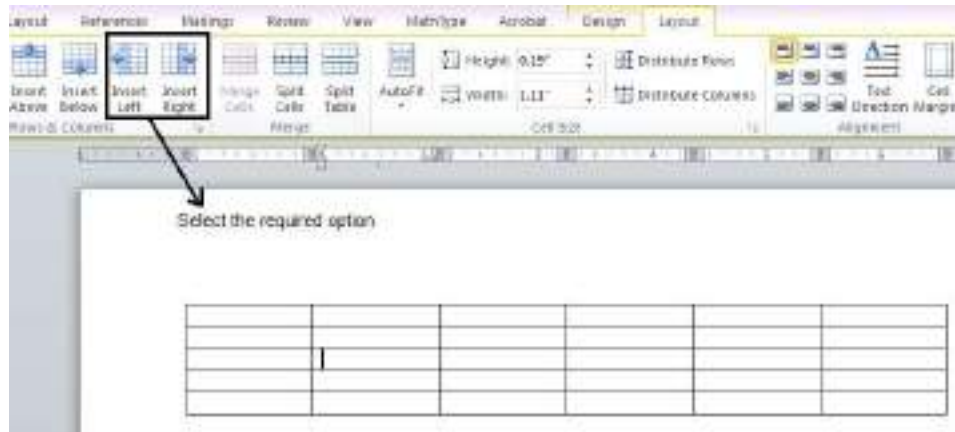 Layout References Mailings Review View MathType Acrobat Design Layout
Insert Above
Insert Below
Insert Left
Insert Right
Merge Cells
Split Cells
Split Table
AutoFit
Height: 0.19"
Width: 1.11"
Distribute Rows
Distribute Columns
Text Direction
Cell Margins
Rows & Columns Merge Cell Size Alignment
Select the required option